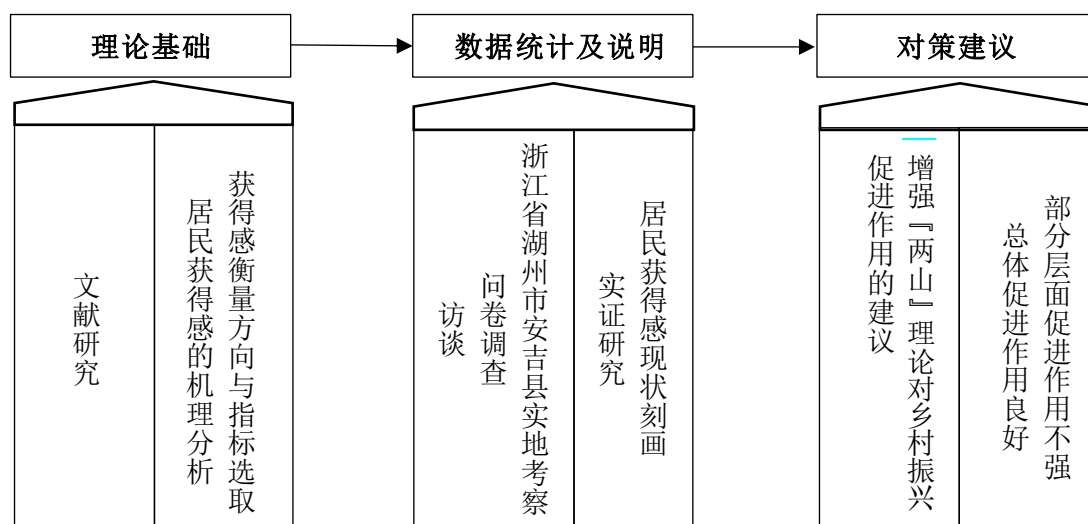 理论基础
数据统计及说明
对策建议
文献研究
获得感衡量方向与指标选取
居民获得感的机理分析
浙江省湖州市安吉县实地考察
问卷调查
访谈
居民获得感现状刻画
实证研究
增强『两山』理论对乡村振兴
促进作用的建议
部分层面促进作用不强
总体促进作用良好